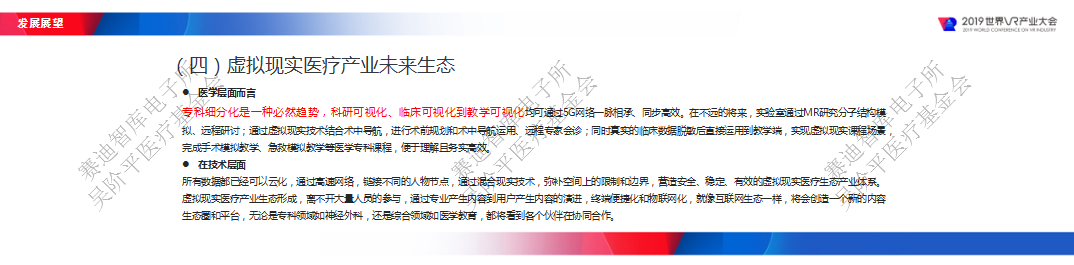 发展展望
2019世界VR产业大会
2019 WORLD CONFERENCE ON VR INDUSTRY
（四）虚拟现实医疗产业未来生态
● 医学层面而言
专科细分化是一种必然趋势，科研可视化、临床可视化到教学可视化均可通过5G网络一脉相承、同步高效。在不远的将来，实验室通过MR研究分子结构模
拟、远程研讨；通过虚拟现实技术结合术中导航，进行术前规划和术中导航运用、远程专家会诊；同时真实的临床数据脱敏后直接运用到教学端，实现虚拟现实课程场景，
完成手术模拟教学、急救模拟教学等医学专科课程，便于理解且务实高效。
● 在技术层面
所有数据都已经可以云化，通过高速网络，链接不同的人物节点，通过混合现实技术，弥补空间上的限制和边界，营造安全、稳定、有效的虚拟现实医疗生态产业体系。
虚拟现实医疗产业生态形成，离不开大量人员的参与，通过专业产生内容到用户产生内容的演进，终端便捷化和物联网化，就像互联网生态一样，将会创造一个新的内容
生态圈和平台，无论是专科领域如神经外科，还是综合领域如医学教育，都将看到各个伙伴在协同合作。
赛迪智库电子所
吴阶平医疗基金会
赛迪智库电子所
吴阶平医疗基金会
赛迪智库电子所
吴阶平医疗基金会